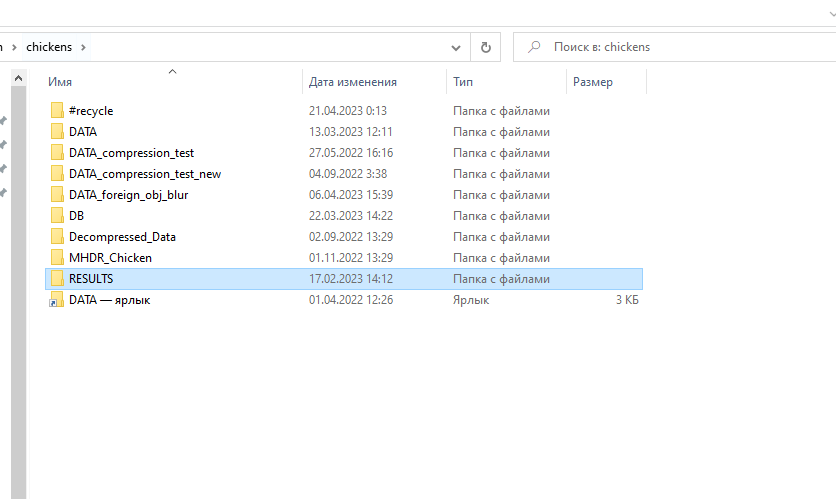 chickens
Поиск в: chickens
Имя Дата изменения Тип Размер
#recycle 21.04.2023 0:13 Папка с файлами
DATA 13.03.2023 12:11 Папка с файлами
DATA_compression_test 27.05.2022 16:16 Папка с файлами
DATA_compression_test_new 04.09.2022 3:38 Папка с файлами
DATA_foreign_obj_blur 06.04.2023 15:39 Папка с файлами
DB 22.03.2023 14:22 Папка с файлами
Decompressed_Data 02.09.2022 13:29 Папка с файлами
MHDR_Chicken 01.11.2022 13:29 Папка с файлами
RESULTS 17.02.2023 14:12 Папка с файлами
DATA — ярлык 01.04.2022 12:26 Ярлык 3 КБ